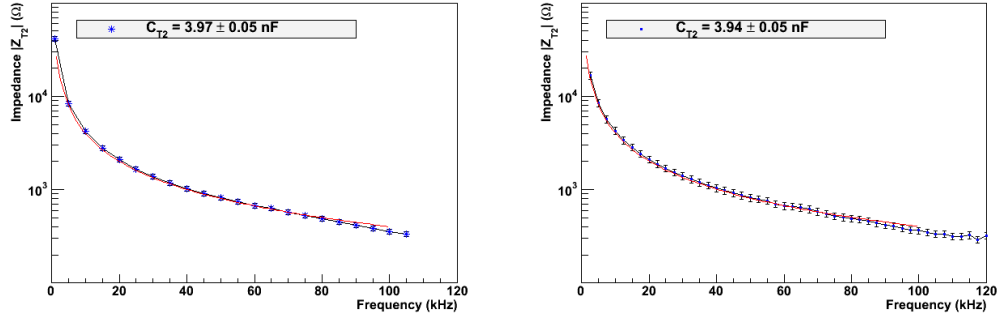 C_T2 = 3.97 ± 0.05 nF
Impedance |Z_T2| (Ω)
10^4
10^3
0 20 40 60 80 100 120
Frequency (kHz)
C_T2 = 3.94 ± 0.05 nF
Impedance |Z_T2| (Ω)
10^4
10^3
0 20 40 60 80 100 120
Frequency (kHz)